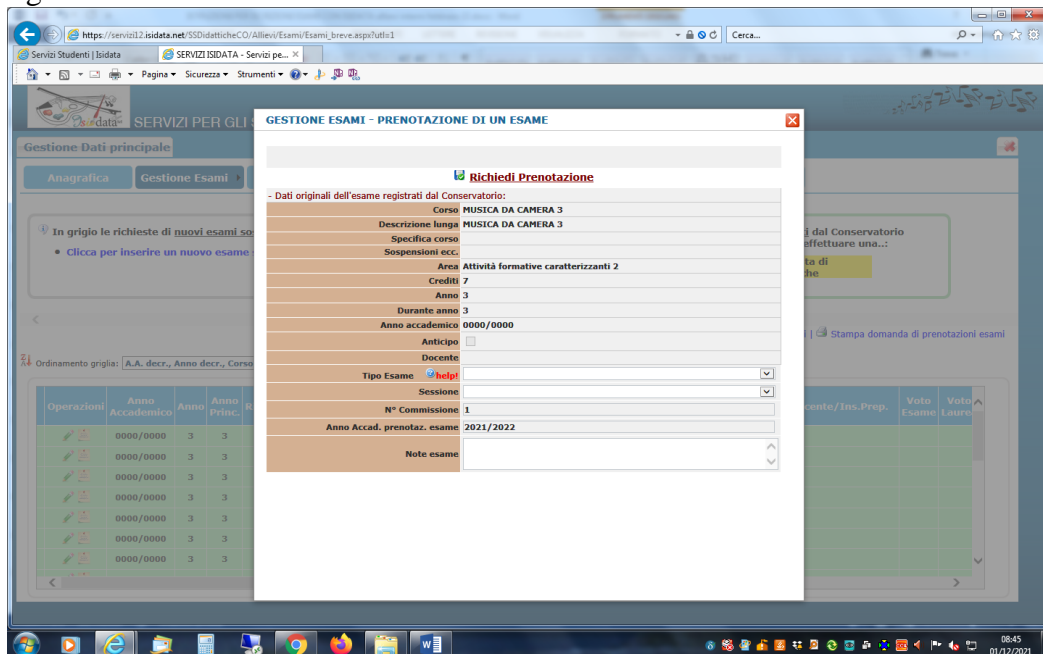 https://servizi12.isidata.net/SSDidatticheCO/Allievi/Esami/Esami_breve.aspx?utl=1
Cerca...
Servizi Studenti | Isidata
SERVIZI ISIDATA - Servizi pe...
Pagina Sicurezza Strumenti
Isidata
SERVIZI PER GLI
GESTIONE ESAMI - PRENOTAZIONE DI UN ESAME
Gestione Dati principale
Anagrafica
Gestione Esami
Richiedi Prenotazione
- Dati originali dell'esame registrati dal Conservatorio:
Corso MUSICA DA CAMERA 3
Descrizione lunga MUSICA DA CAMERA 3
Specifica corso
Sospensioni ecc.
Area Attività formative caratterizzanti 2
Crediti 7
Anno 3
Durante anno 3
Anno accademico 0000/0000
Anticipo
Docente
Tipo Esame help!
Sessione
N° Commissione 1
Anno Accad. prenotaz. esame 2021/2022
Note esame
In grigio le richieste di nuovi esami so
dal Conservatorio
effettuare una..:
Clicca per inserire un nuovo esame
ta di
he
Stampa domanda di prenotazioni esami
Ordinamento griglia: A.A. decr., Anno decr., Corso
Operazioni Anno Accademico Anno Anno Princ. R
cente/Ins.Prep. Voto Esame Voto Laure
0000/0000 3 3
0000/0000 3 3
0000/0000 3 3
0000/0000 3 3
0000/0000 3 3
0000/0000 3 3
0000/0000 3 3
08:45
01/12/2021